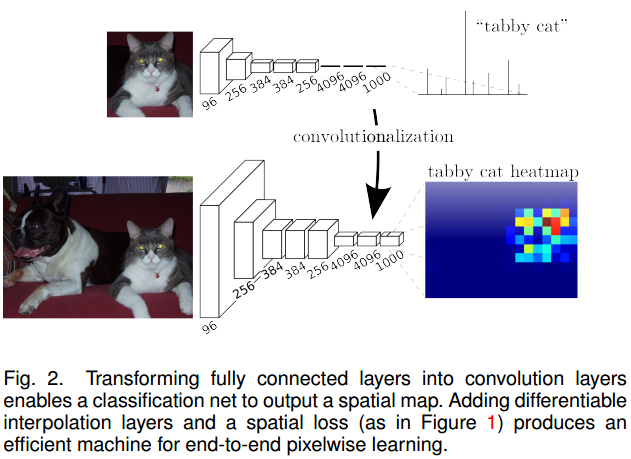 “tabby cat”
96
256
384
384
256
4096
4096
1000
convolutionalization
tabby cat heatmap
96
256
384
384
256
4096
4096
1000
Fig. 2. Transforming fully connected layers into convolution layers
enables a classification net to output a spatial map. Adding differentiable
interpolation layers and a spatial loss (as in Figure 1) produces an
efficient machine for end-to-end pixelwise learning.